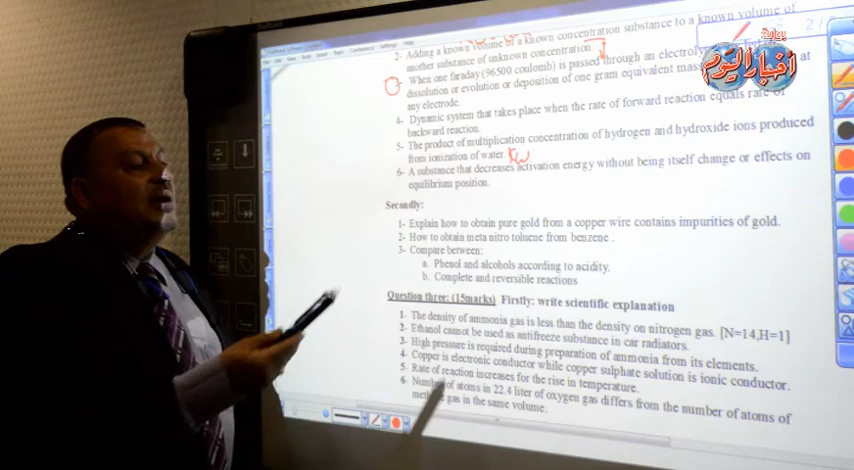 بوابة
أخبار اليوم
2- Adding a known volume of a known concentration substance to a known volume of
another substance of unknown concentration
When one faraday (96500 coulomb) is passed through an
dissolution or evolution or deposition of one gram equivalent mass at
my electrode.
4- Dynamic system that takes place when the rate of forward reaction equals rate of
backward reaction.
5- The product of multiplication concentration of hydrogen and hydroxide ions produced
from ionization of water Kw
6- A substance that decreases activation energy without being itself change or effects on
equilibrium position.
Secondly:
1- Explain how to obtain pure gold from a copper wire contains impurities of gold.
2- How to obtain meta nitro toluene from benzene .
3- Compare between:
a. Phenol and alcohols according to acidity.
b. Complete and reversible reactions
Question three: (15marks) Firstly: write scientific explanation
1- The density of ammonia gas is less than the density on nitrogen gas. [N=14,H=1]
2- Ethanol cannot be used as antifreeze substance in car radiators.
3- High pressure is required during preparation of ammonia from its elements.
4- Copper is electronic conductor while copper sulphate solution is ionic conductor.
5- Rate of reaction increases for the rise in temperature.
6- Number of atoms in 22.4 liter of oxygen gas differs from the number of atoms of
gas in the same volume.